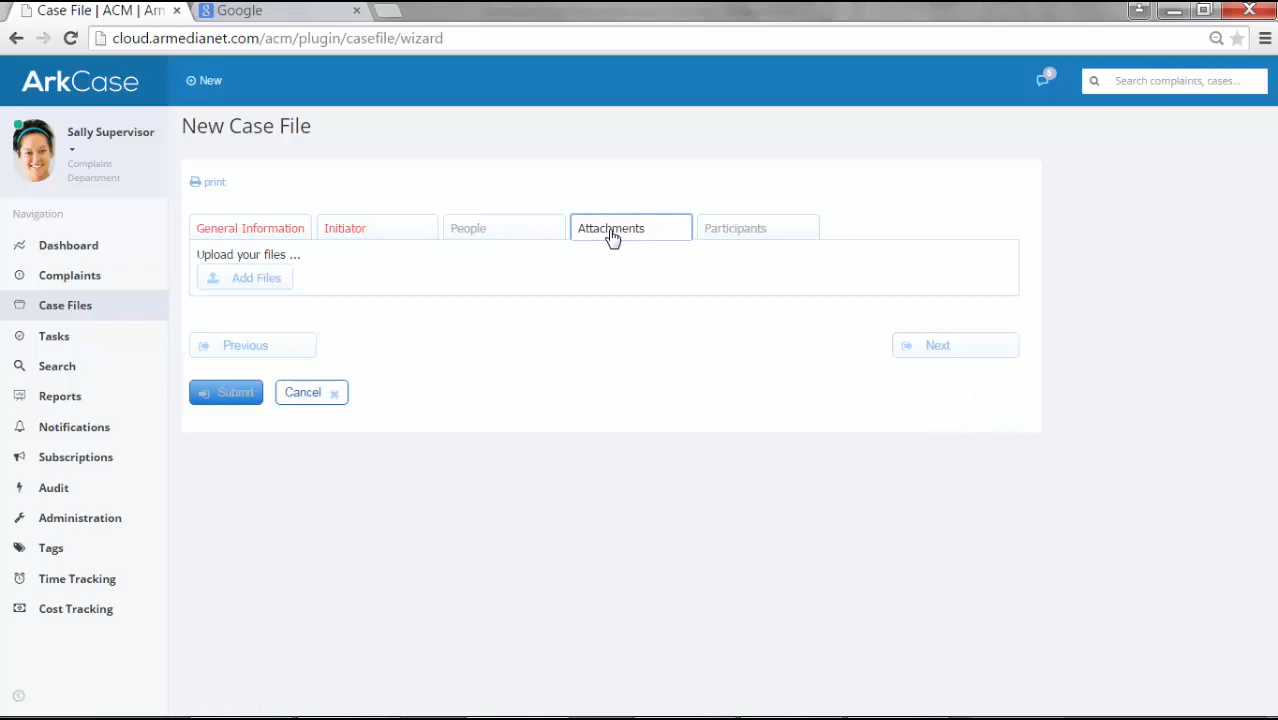 Case File | ACM | Arm
Google
cloud.armedianet.com/acm/plugin/casefile/wizard
ArkCase
New
5
Search complaints, cases...
Sally Supervisor
Complaint
Department
Navigation
Dashboard
Complaints
Case Files
Tasks
Search
Reports
Notifications
Subscriptions
Audit
Administration
Tags
Time Tracking
Cost Tracking
New Case File
print
General Information
Initiator
People
Attachments
Participants
Upload your files ...
Add Files
Previous
Next
Submit
Cancel